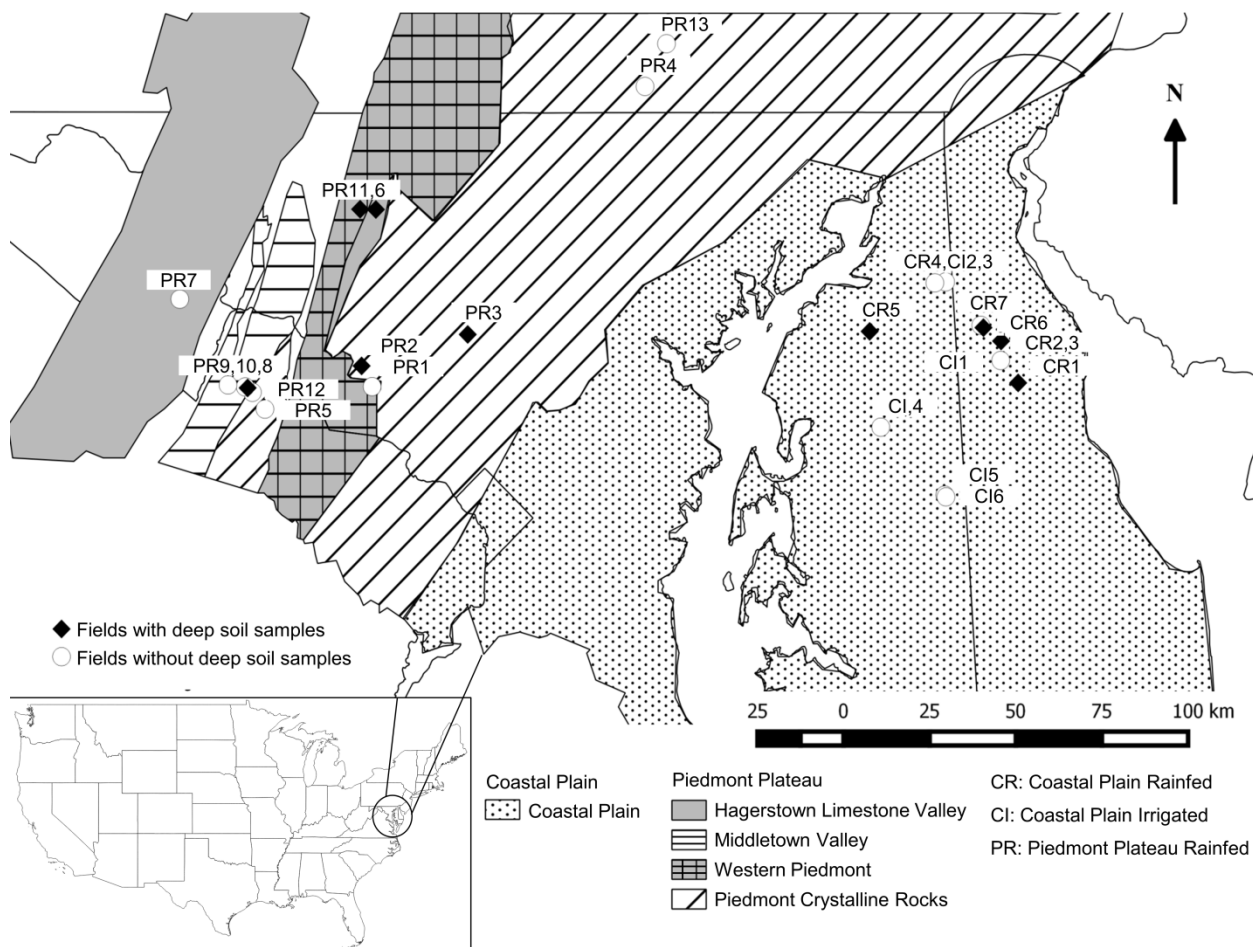 PR13
PR4
N
PR11,6
PR7
CR4,CI2,3
CR5
CR7
PR3
CR6
PR2
CR2,3
PR9,10,8
PR1
CI1
CR1
PR12
PR5
CI,4
CI5
CI6
Fields with deep soil samples
Fields without deep soil samples
25 0 25 50 100 km
Coastal Plain
Coastal Plain
Piedmont Plateau
Hagerstown Limestone Valley
Middletown Valley
Western Piedmont
Piedmont Crystalline Rocks
CR: Coastal Plain Rainfed
CI: Coastal Plain Irrigated
PR: Piedmont Plateau Rainfed